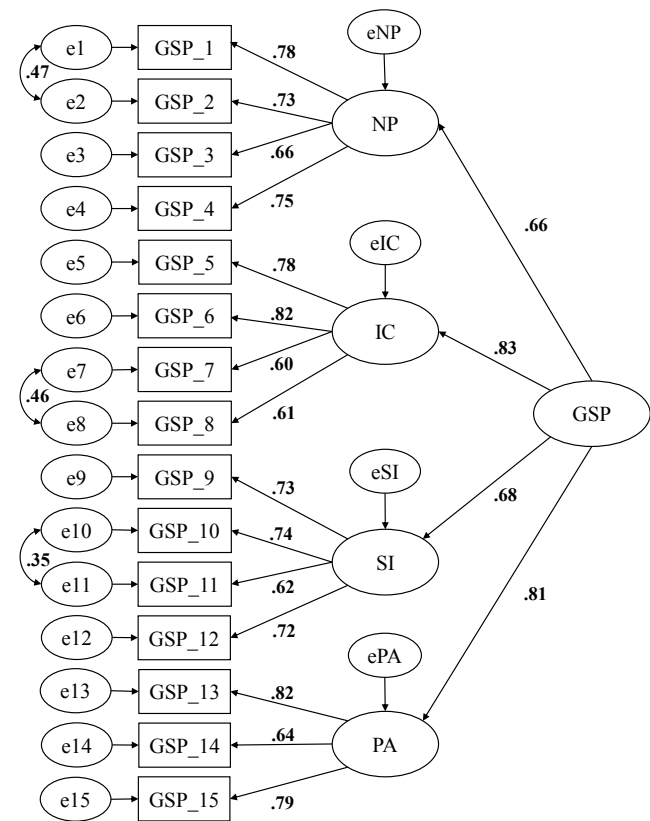 eNP
e1 GSP_1 .78
.47
e2 GSP_2 .73 NP
e3 GSP_3 .66
e4 GSP_4 .75
.66
eIC
e5 GSP_5 .78
e6 GSP_6 .82 IC
.83
e7 GSP_7 .60
.46
e8 GSP_8 .61
GSP
e9 GSP_9 .73
eSI
.68
e10 GSP_10 .74
.35
SI
e11 GSP_11 .62
.81
e12 GSP_12 .72
ePA
e13 GSP_13 .82
e14 GSP_14 .64 PA
e15 GSP_15 .79